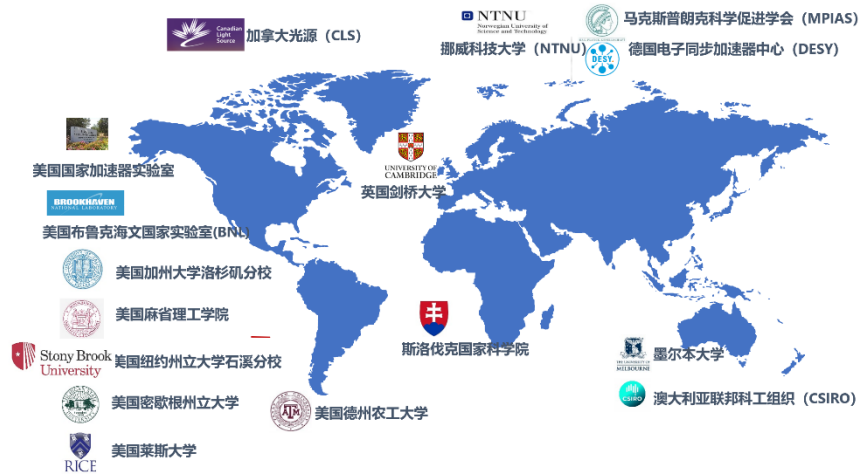 Canadian
Light
Source
加拿大光源（CLS）
NTNU
Norwegian University of
Science and Technology
挪威科技大学（NTNU）
马克斯普朗克科学促进学会（MPIAS）
DESY.
德国电子同步加速器中心（DESY）
美国国家加速器实验室
UNIVERSITY OF
CAMBRIDGE
英国剑桥大学
BROOKHAVEN
NATIONAL LABORATORY
美国布鲁克海文国家实验室(BNL)
美国加州大学洛杉矶分校
美国麻省理工学院
Stony Brook
University
美国纽约州立大学石溪分校
美国密歇根州立大学
ATM
美国德州农工大学
RICE
美国莱斯大学
斯洛伐克国家科学院
MELBOURNE
墨尔本大学
CSIRO
澳大利亚联邦科工组织（CSIRO）